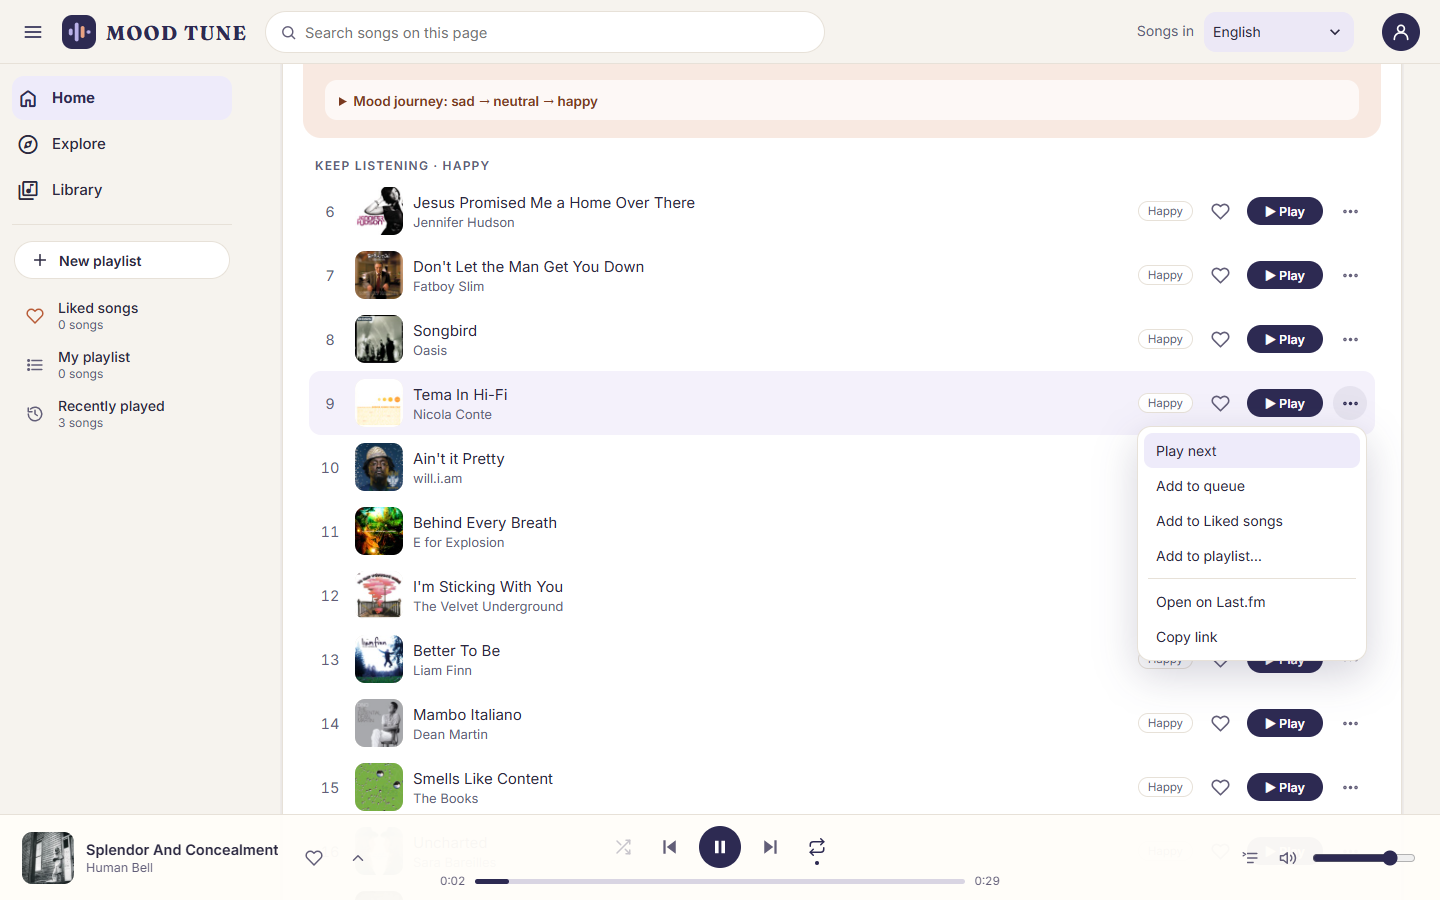 MOOD TUNE
Search songs on this page
Songs in
English
Home
Explore
Library
New playlist
Liked songs
0 songs
My playlist
0 songs
Recently played
3 songs
Mood journey: sad → neutral → happy
KEEP LISTENING · HAPPY
6
Jesus Promised Me a Home Over There
Jennifer Hudson
Happy
Play
7
Don't Let the Man Get You Down
Fatboy Slim
Happy
Play
8
Songbird
Oasis
Happy
Play
9
Tema In Hi-Fi
Nicola Conte
Happy
Play
10
Ain't it Pretty
will.i.am
11
Behind Every Breath
E for Explosion
12
I'm Sticking With You
The Velvet Underground
13
Better To Be
Liam Finn
Happy
Play
14
Mambo Italiano
Dean Martin
Happy
Play
15
Smells Like Content
The Books
Happy
Play
Play next
Add to queue
Add to Liked songs
Add to playlist...
Open on Last.fm
Copy link
Uncharted
Splendor And Concealment
Human Bell
0:02
0:29